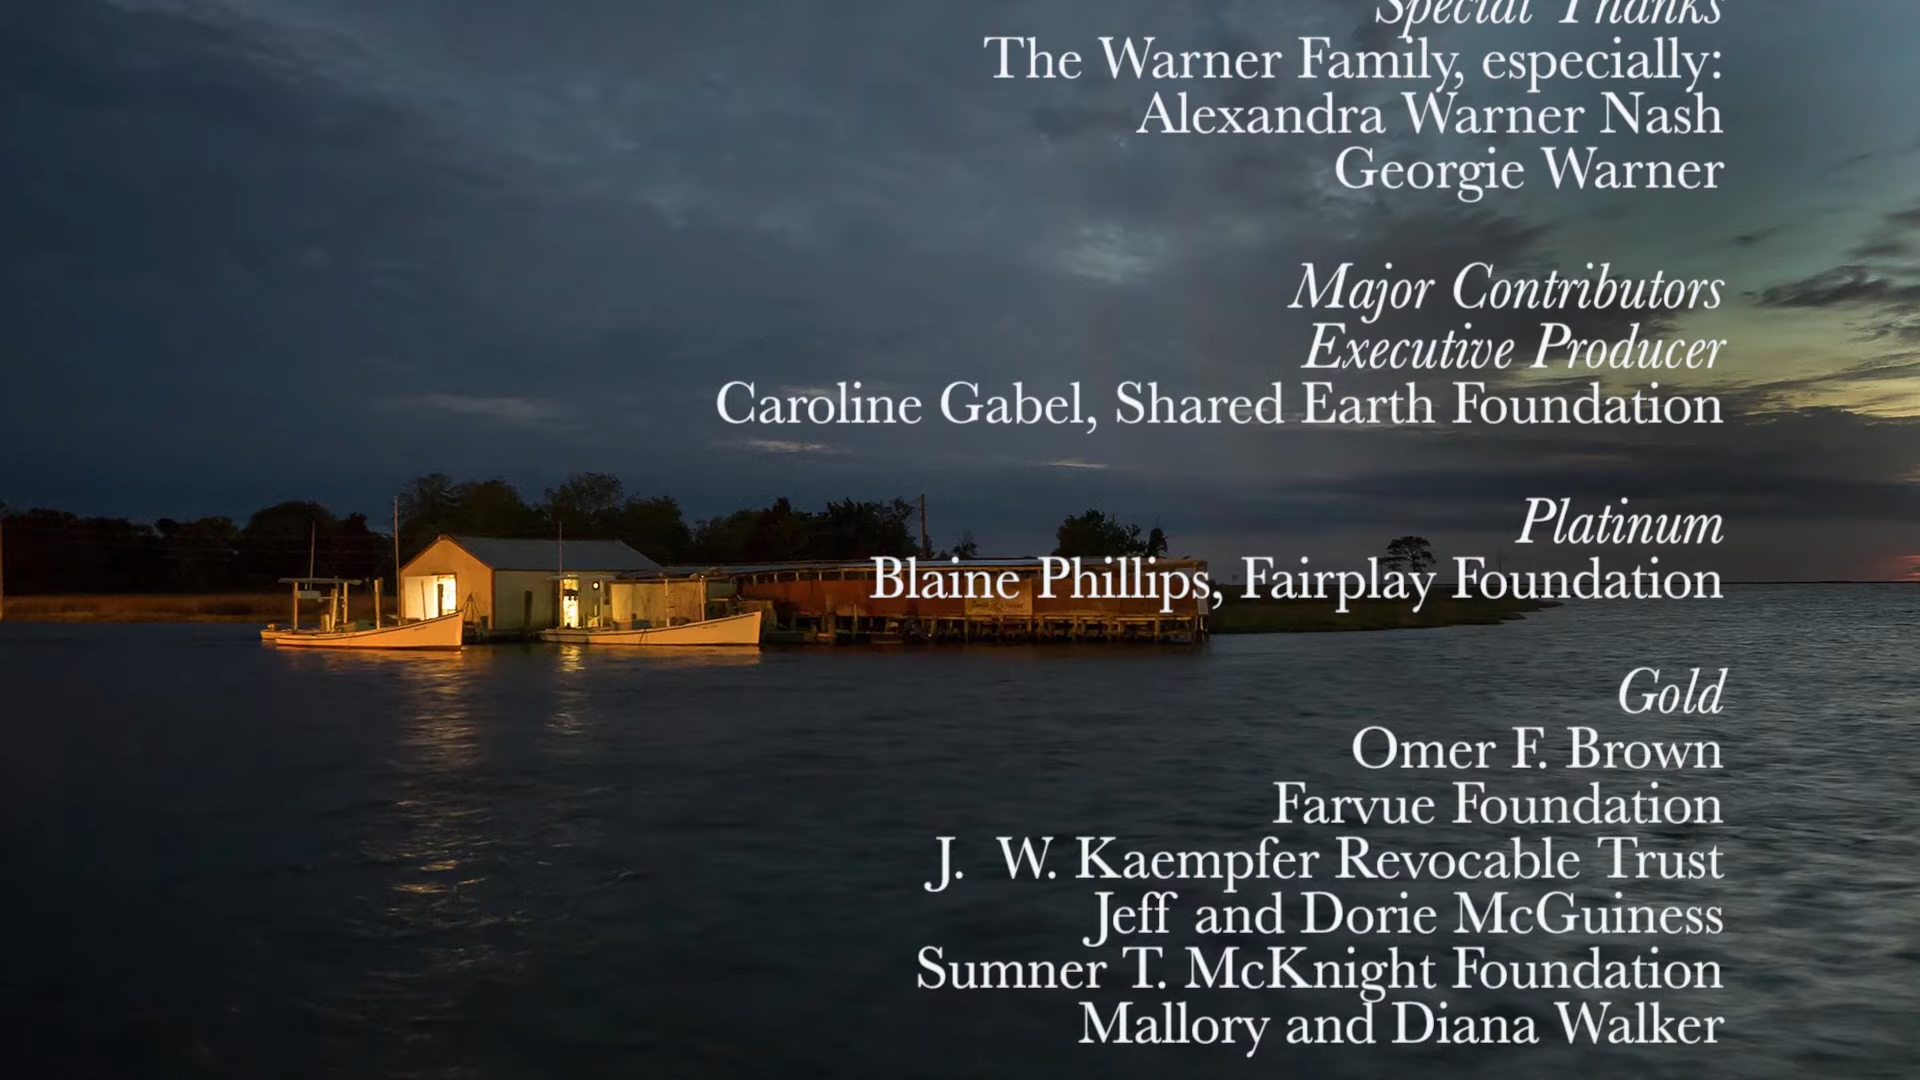 Special Thanks
The Warner Family, especially:
Alexandra Warner Nash
Georgie Warner
Major Contributors
Executive Producer
Caroline Gabel, Shared Earth Foundation
Platinum
Blaine Phillips, Fairplay Foundation
Gold
Omer F. Brown
Farvue Foundation
J. W. Kaempfer Revocable Trust
Jeff and Dorie McGuiness
Sumner T. McKnight Foundation
Mallory and Diana Walker